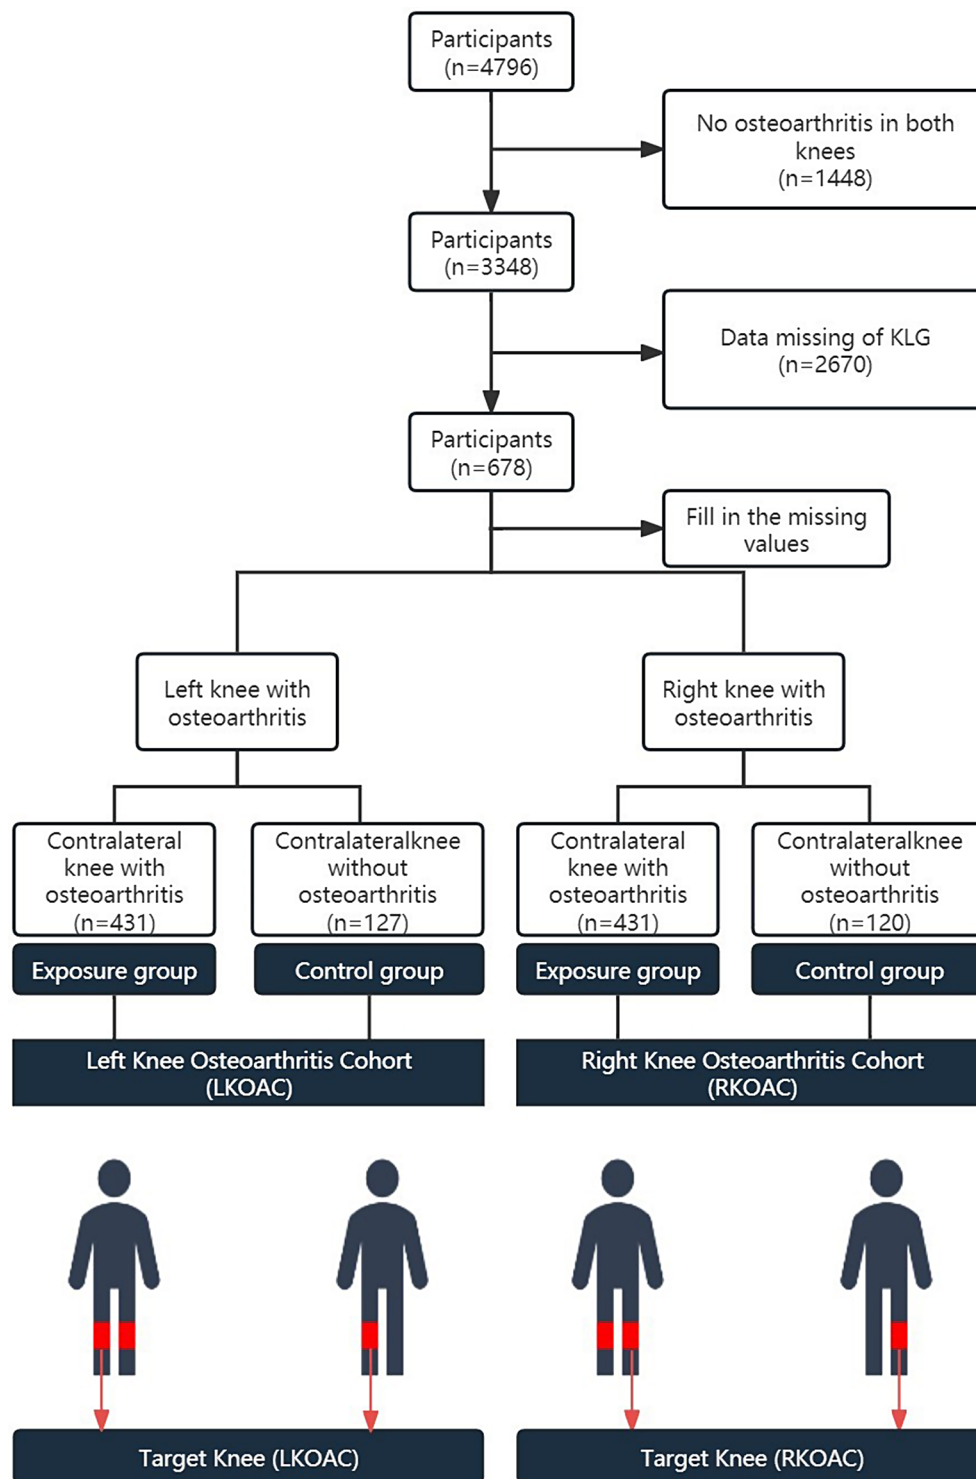 Participants
(n=4796)
No osteoarthritis in both
knees
(n=1448)
Participants
(n=3348)
Data missing of KLG
(n=2670)
Participants
(n=678)
Fill in the missing
values
Left knee with
osteoarthritis
Right knee with
osteoarthritis
Contralateral
knee with
osteoarthritis
(n=431)
Contralateralknee
without
osteoarthritis
(n=127)
Contralateral
knee with
osteoarthritis
(n=431)
Contralateralknee
without
osteoarthritis
(n=120)
Exposure group
Control group
Exposure group
Control group
Left Knee Osteoarthritis Cohort
(LKOAC)
Right Knee Osteoarthritis Cohort
(RKOAC)
Target Knee (LKOAC)
Target Knee (RKOAC)